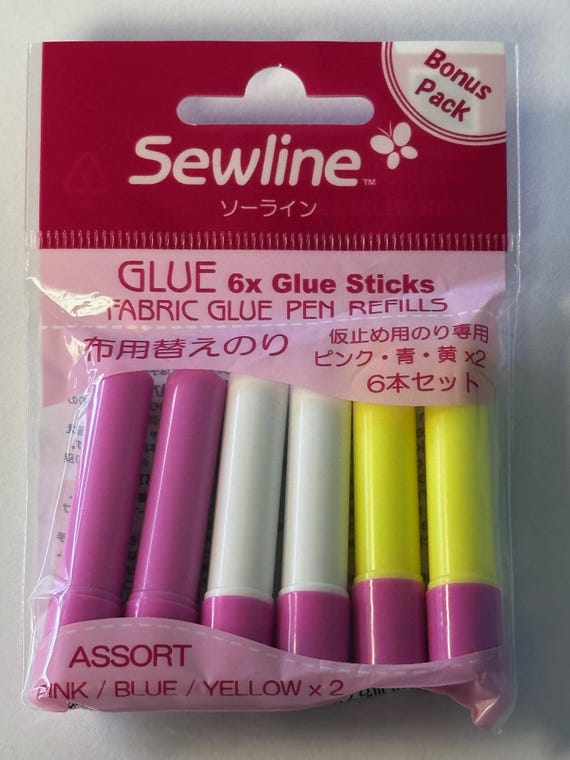 Bonus
Pack
Sewline™
ソーライン
GLUE 6x Glue Sticks
FABRIC GLUE PEN REFILLS
布用替えのり
仮止め用のり専用
ピンク・青・黄 x2
6本セット
ASSORT
PINK / BLUE / YELLOW x 2